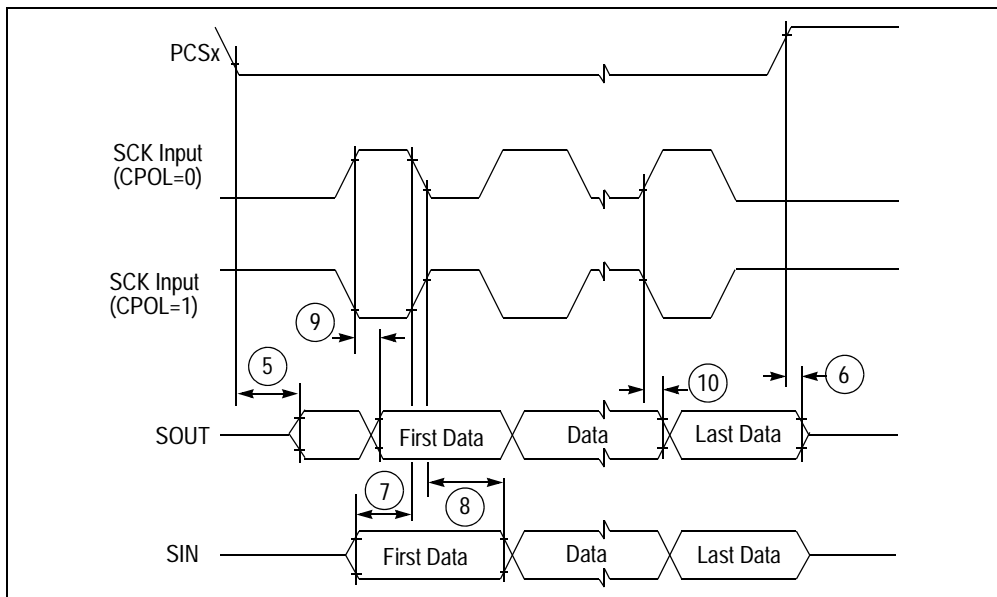 PCSx
SCK Input
(CPOL=0)
SCK Input
(CPOL=1)
9
5
10
6
SOUT
First Data
Data
Last Data
7
8
SIN
First Data
Data
Last Data